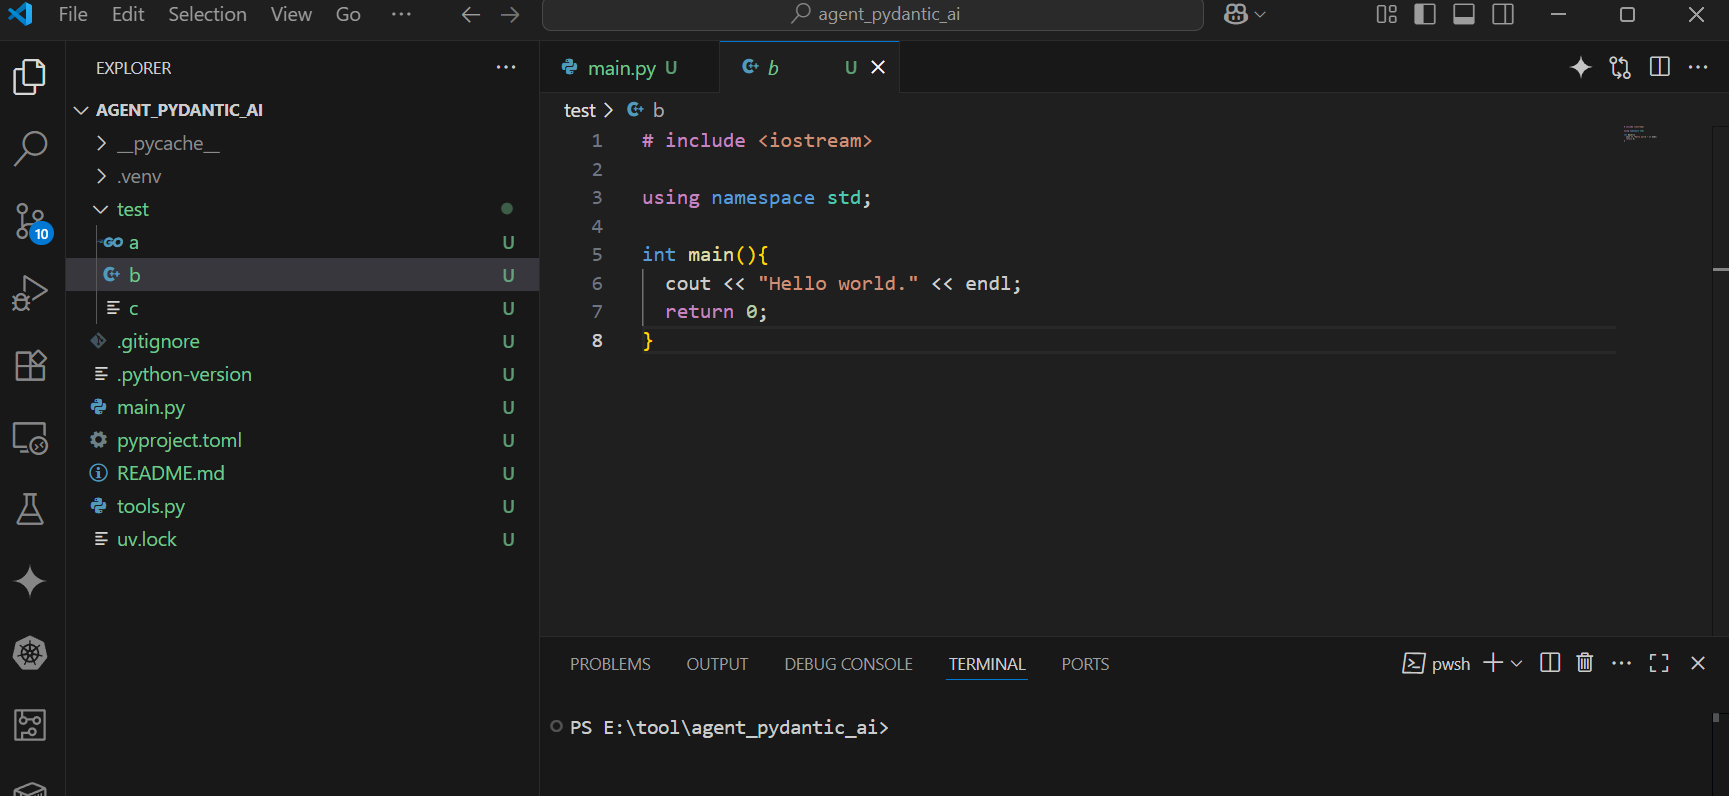 File Edit Selection View Go ···
agent_pydantic_ai
EXPLORER ···
AGENT_PYDANTIC_AI
__pycache__
.venv
test
GO a U
b U
c U
.gitignore U
.python-version U
main.py U
pyproject.toml U
README.md U
tools.py U
uv.lock U
10
main.py U
b U
test > b
1 # include <iostream>
2
3 using namespace std;
4
5 int main(){
6 cout << "Hello world." << endl;
7 return 0;
8 }
PROBLEMS OUTPUT DEBUG CONSOLE TERMINAL PORTS
pwsh
PS E:\tool\agent_pydantic_ai>